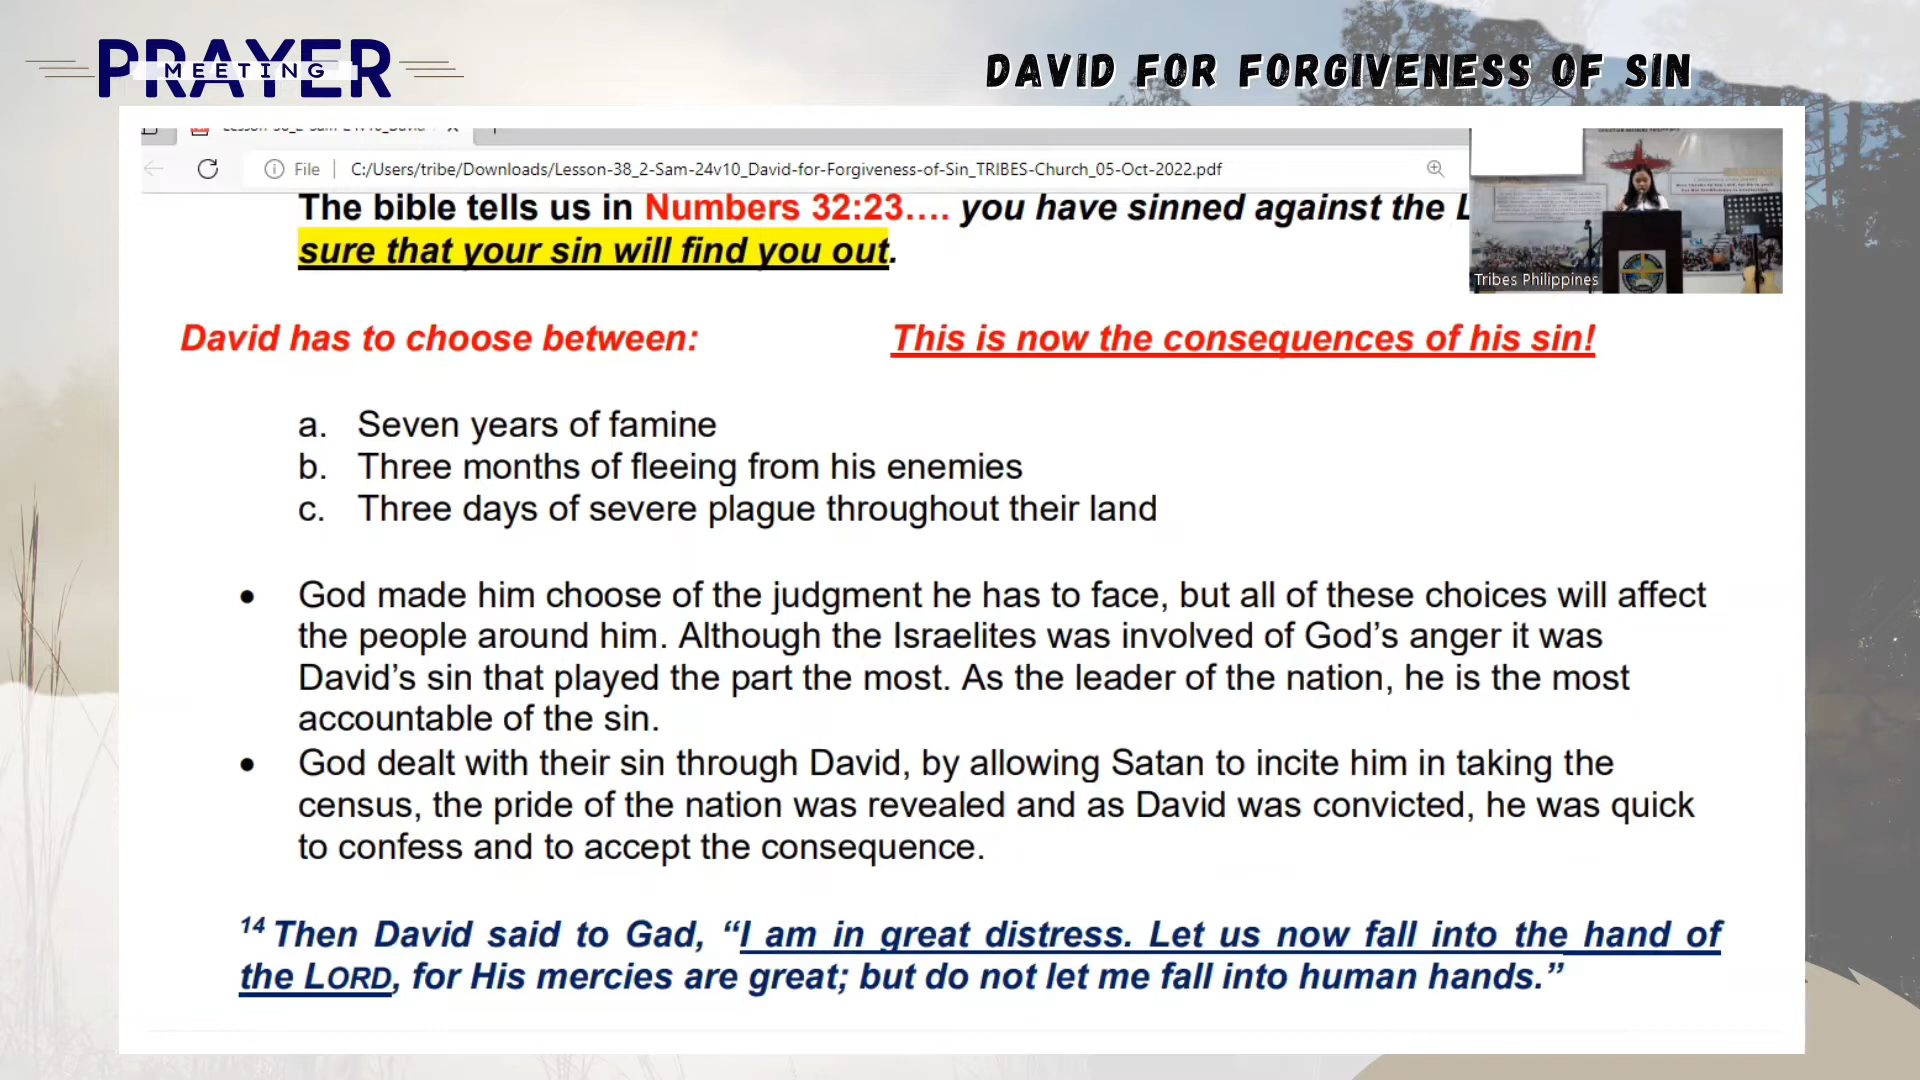 PRAYER
MEETING
DAVID FOR FORGIVENESS OF SIN
File
C:/Users/tribe/Downloads/Lesson-38_2-Sam-24v10_David-for-Forgiveness-of-Sin_TRIBES-Church_05-Oct-2022.pdf
The bible tells us in Numbers 32:23…. you have sinned against the
sure that your sin will find you out.
Tribes Philippines
David has to choose between: This is now the consequences of his sin!
a. Seven years of famine
b. Three months of fleeing from his enemies
c. Three days of severe plague throughout their land
• God made him choose of the judgment he has to face, but all of these choices will affect
the people around him. Although the Israelites was involved of God’s anger it was
David’s sin that played the part the most. As the leader of the nation, he is the most
accountable of the sin.
• God dealt with their sin through David, by allowing Satan to incite him in taking the
census, the pride of the nation was revealed and as David was convicted, he was quick
to confess and to accept the consequence.
14 Then David said to Gad, “I am in great distress. Let us now fall into the hand of
the LORD, for His mercies are great; but do not let me fall into human hands.”